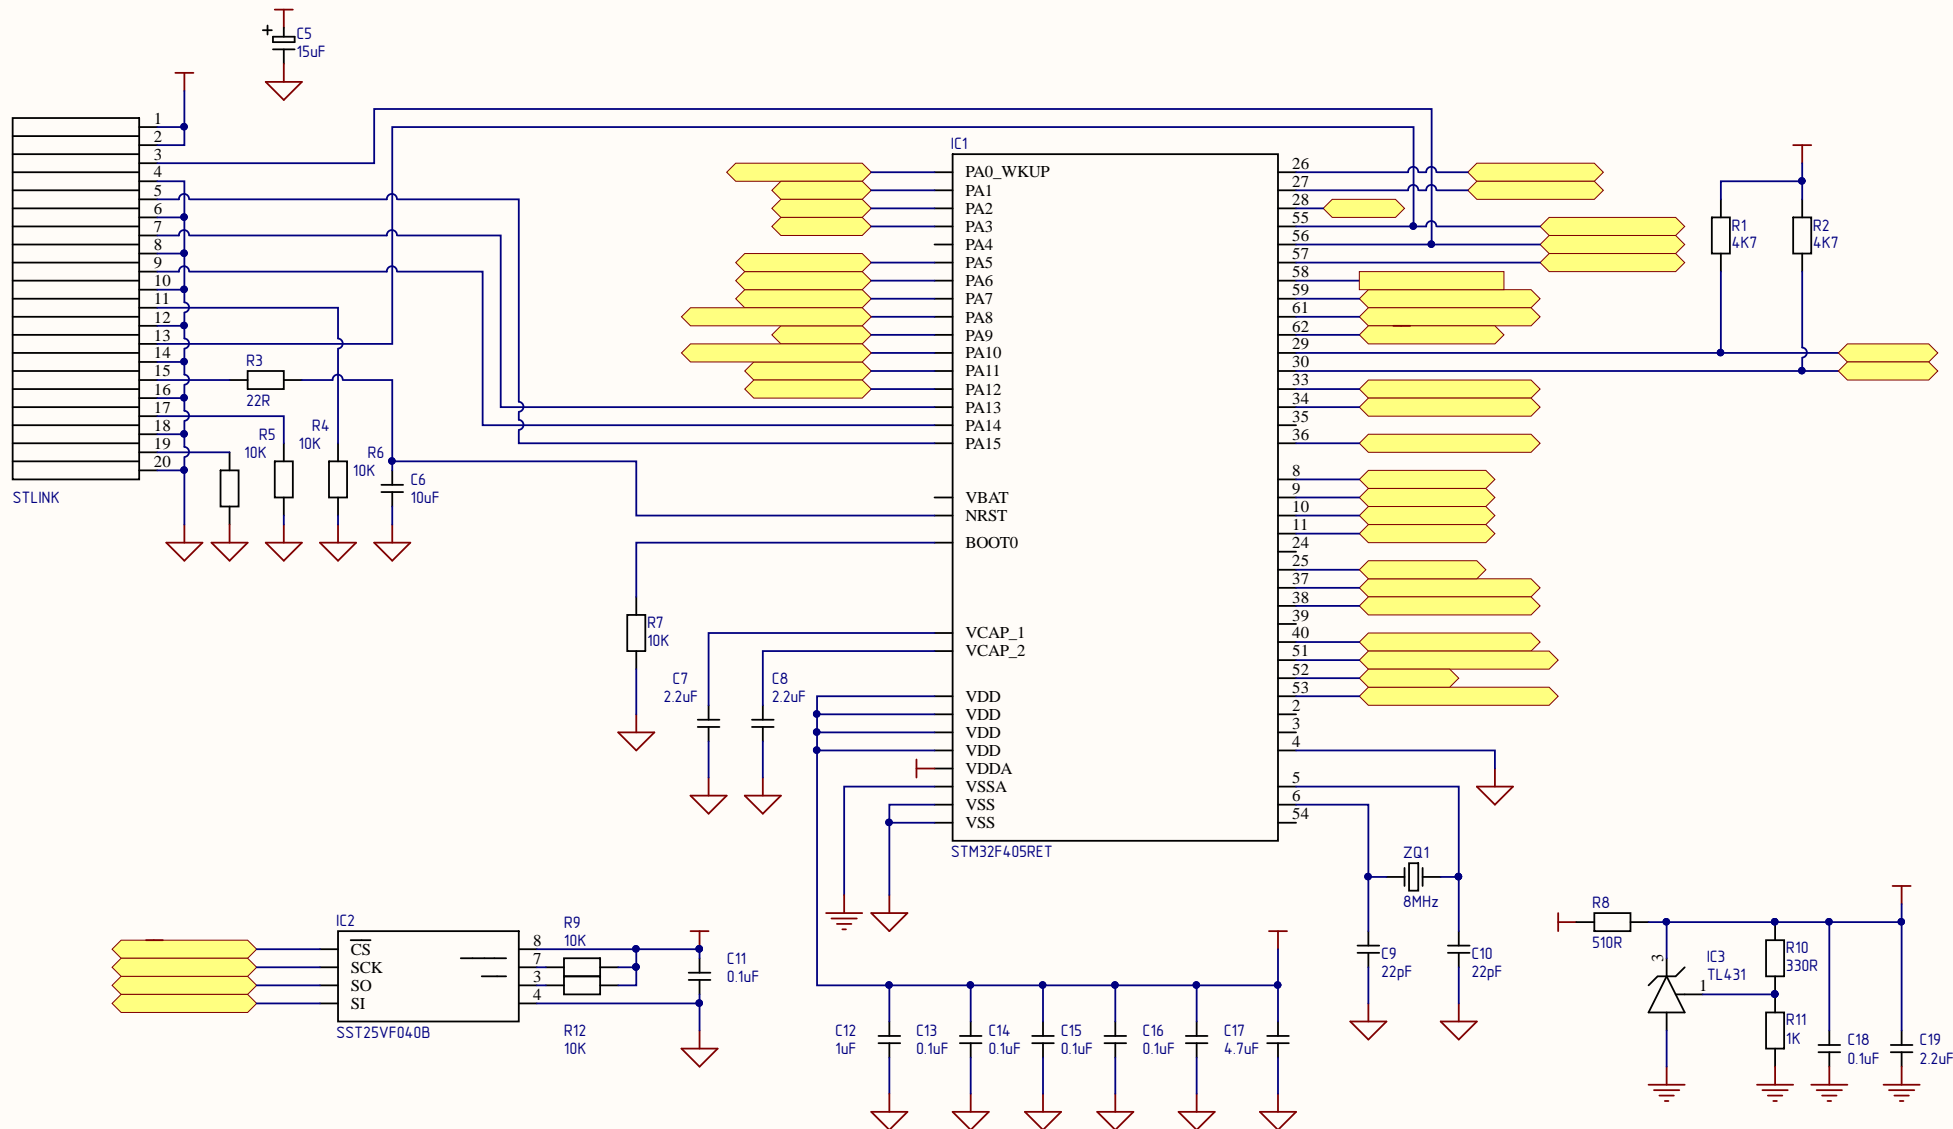 C5
15uF
1
2
3
4
5
6
7
8
9
10
11
12
13
14
15
16
17
18
19
20
STLINK
R3
22R
R5
10K
R4
10K
R6
10K
C6
10uF
R7
10K
C7
2.2uF
C8
2.2uF
IC1
PA0_WKUP
PA1
PA2
PA3
PA4
PA5
PA6
PA7
PA8
PA9
PA10
PA11
PA12
PA13
PA14
PA15
VBAT
NRST
BOOT0
VCAP_1
VCAP_2
VDD
VDD
VDD
VDD
VDDA
VSSA
VSS
VSS
STM32F405RET
26
27
28
55
56
57
58
59
61
62
29
30
33
34
35
36
8
9
10
11
24
25
37
38
39
40
51
52
53
2
3
4
5
6
54
R1
4K7
R2
4K7
ZQ1
8MHz
C9
22pF
C10
22pF
IC2
CS
SCK
SO
SI
8
7
3
4
SST25VF040B
R9
10K
R12
10K
C11
0.1uF
C12
1uF
C13
0.1uF
C14
0.1uF
C15
0.1uF
C16
0.1uF
C17
4.7uF
R8
510R
IC3
TL431
3
1
R10
330R
R11
1K
C18
0.1uF
C19
2.2uF